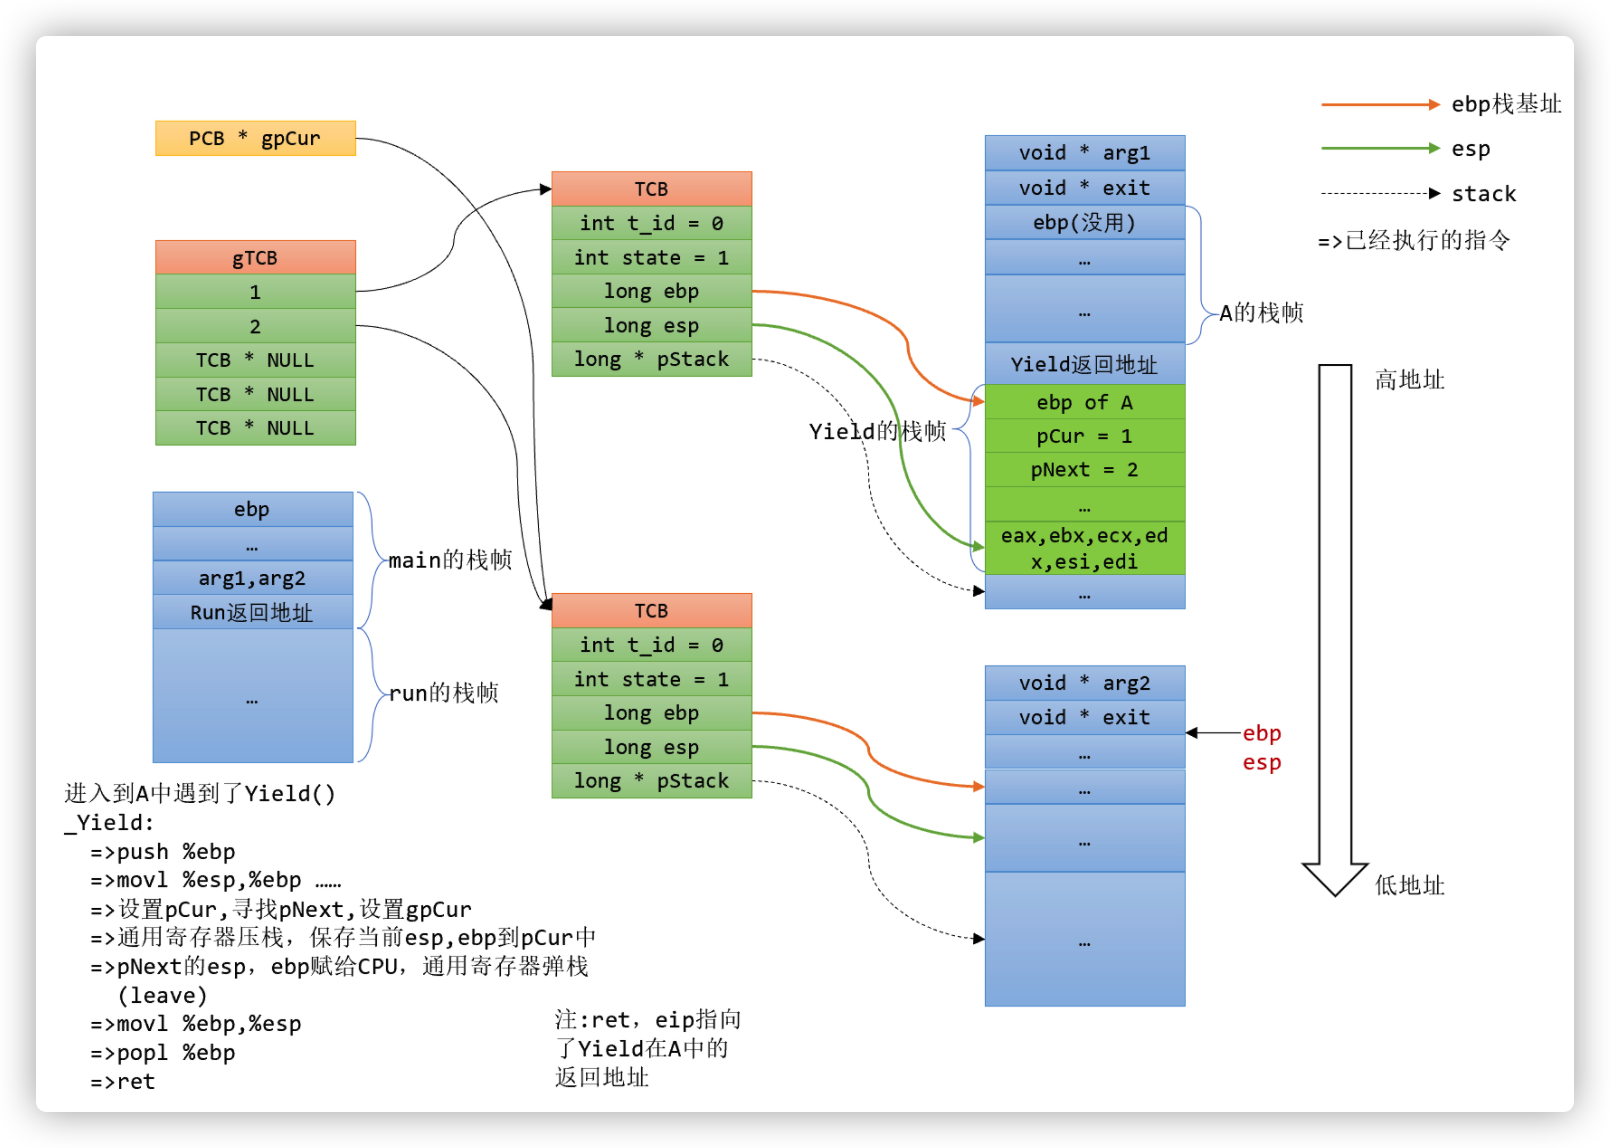 PCB * gpCur
gTCB
1
2
TCB * NULL
TCB * NULL
TCB * NULL
ebp
…
arg1,arg2
Run返回地址
…
main的栈帧
run的栈帧
TCB
int t_id = 0
int state = 1
long ebp
long esp
long * pStack
TCB
int t_id = 0
int state = 1
long ebp
long esp
long * pStack
void * arg1
void * exit
ebp(没用)
…
…
Yield返回地址
ebp of A
pCur = 1
pNext = 2
…
eax,ebx,ecx,ed
x,esi,edi
…
A的栈帧
Yield的栈帧
void * arg2
void * exit
…
…
…
…
ebp
esp
ebp栈基址
esp
stack
=>已经执行的指令
高地址
低地址
进入到A中遇到了Yield()
_Yield:
=>push %ebp
=>movl %esp,%ebp ……
=>设置pCur,寻找pNext,设置gpCur
=>通用寄存器压栈，保存当前esp,ebp到pCur中
=>pNext的esp，ebp赋给CPU，通用寄存器弹栈
(leave)
=>movl %ebp,%esp
=>popl %ebp
=>ret
注:ret，eip指向
了Yield在A中的
返回地址